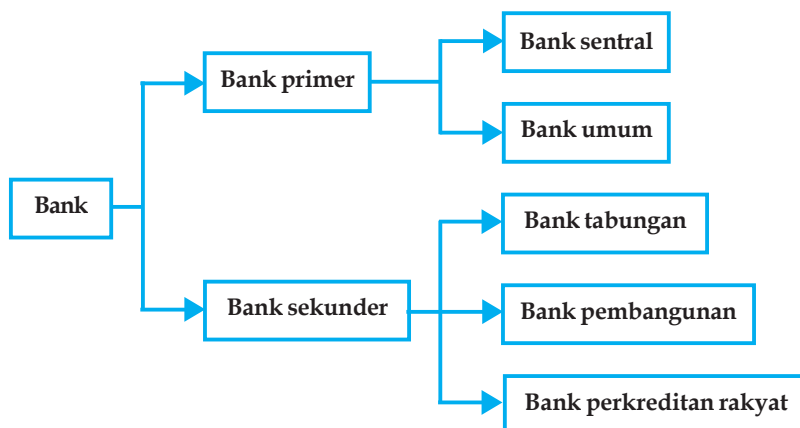 Bank
Bank primer
Bank sentral
Bank umum
Bank sekunder
Bank tabungan
Bank pembangunan
Bank perkreditan rakyat